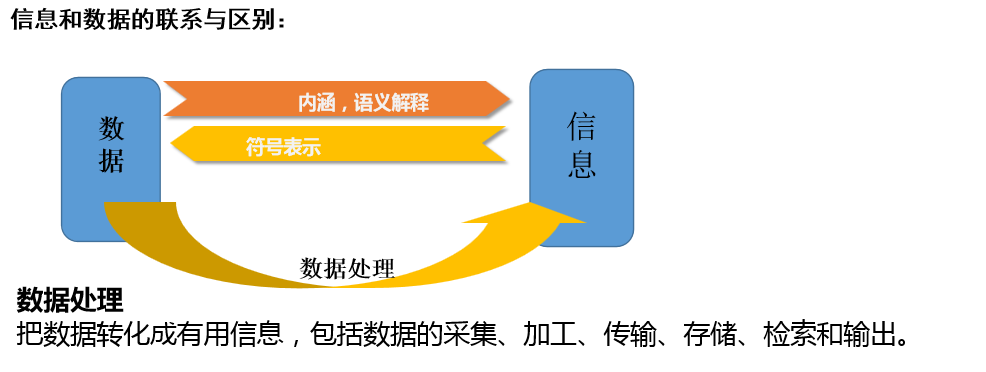 信息和数据的联系与区别：
内涵，语义解释
数据
信息
符号表示
数据处理
数据处理
把数据转化成有用信息，包括数据的采集、加工、传输、存储、检索和输出。